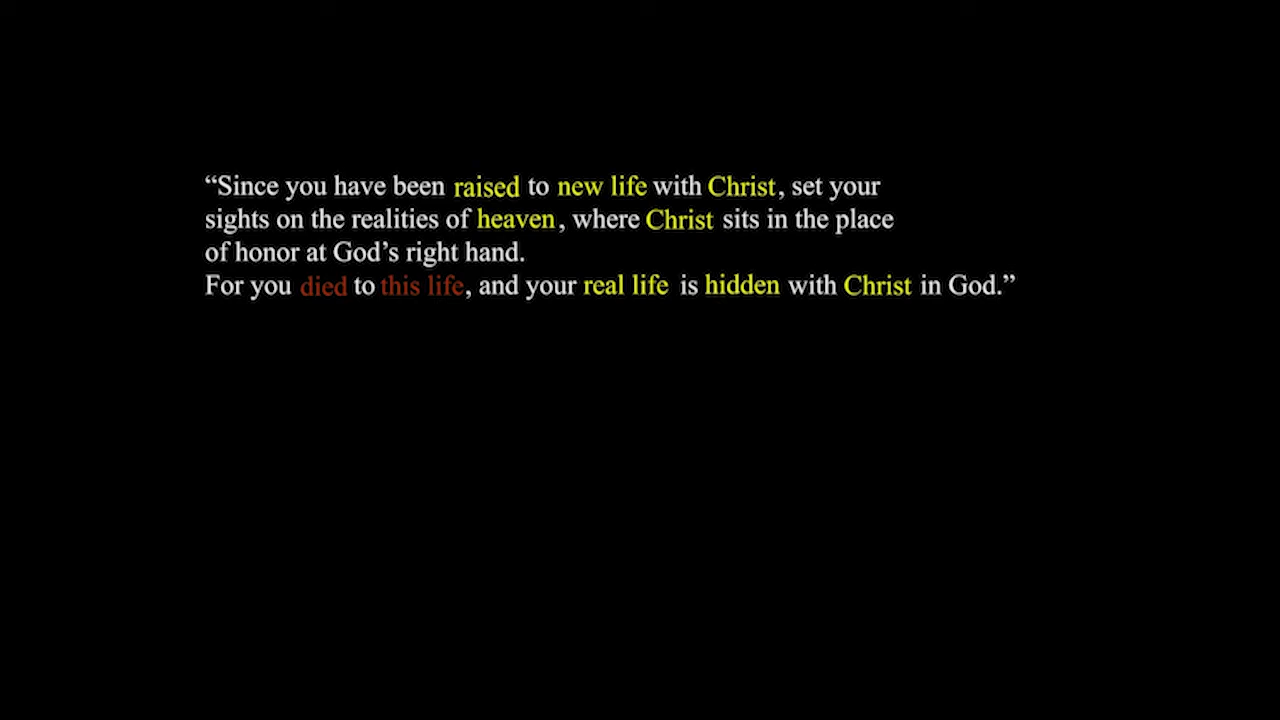 “Since you have been raised to new life with Christ, set your
sights on the realities of heaven, where Christ sits in the place
of honor at God’s right hand.
For you died to this life, and your real life is hidden with Christ in God.”